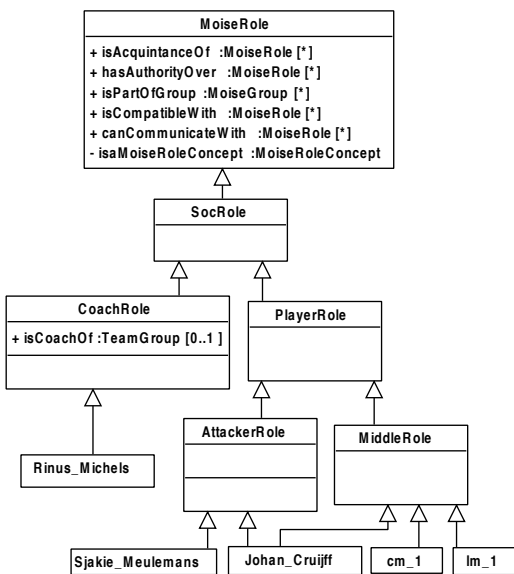 MoiseRole
+ isAcquintanceOf :MoiseRole [*]
+ hasAuthorityOver :MoiseRole [*]
+ isPartOfGroup :MoiseGroup [*]
+ isCompatibleWith :MoiseRole [*]
+ canCommunicateWith :MoiseRole [*]
- isaMoiseRoleConcept :MoiseRoleConcept
SocRole
CoachRole
+ isCoachOf :TeamGroup [0..1 ]
PlayerRole
AttackerRole
MiddleRole
Rinus_Michels
Sjakie_Meulemans
Johan_Cruijff
cm_1
lm_1